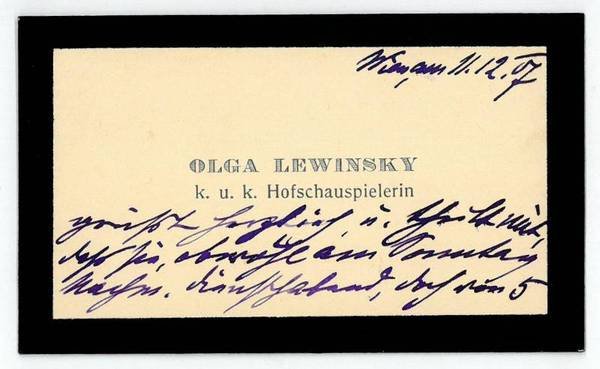 Wien, am 11.12.07
OLGA LEWINSKY
k. u. k. Hofschauspielerin
grüßt herzlich u. theilt mit,
daß sie, obwohl am Sonntag
Nachm. diensthabend, doch von 5